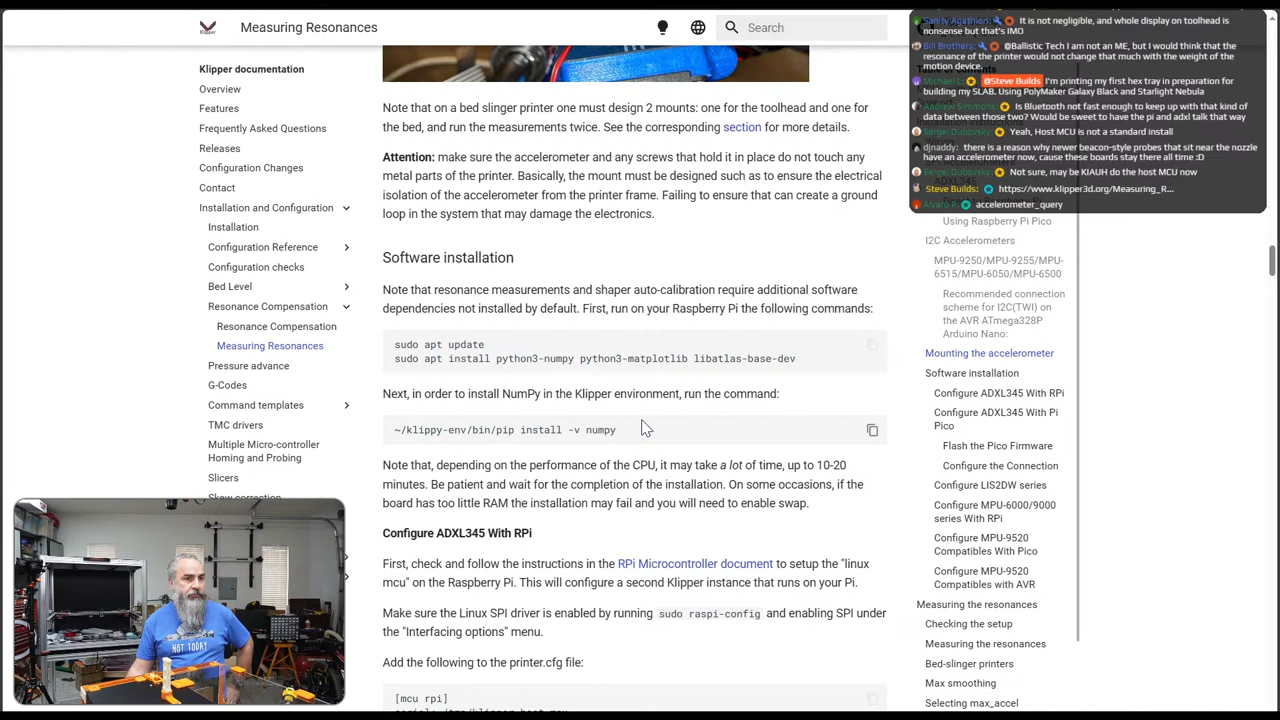 Klipper
Measuring Resonances
Search
Klipper documentation
Overview
Features
Frequently Asked Questions
Releases
Configuration Changes
Contact
Installation and Configuration
Installation
Configuration Reference
Configuration checks
Bed Level
Resonance Compensation
Resonance Compensation
Measuring Resonances
Pressure advance
G-Codes
Command templates
TMC drivers
Multiple Micro-controller
Homing and Probing
Slicers
Skew correction
NOT TODAY
Note that on a bed slinger printer one must design 2 mounts: one for the toolhead and one for
the bed, and run the measurements twice. See the corresponding section for more details.
Attention: make sure the accelerometer and any screws that hold it in place do not touch any
metal parts of the printer. Basically, the mount must be designed such as to ensure the electrical
isolation of the accelerometer from the printer frame. Failing to ensure that can create a ground
loop in the system that may damage the electronics.
Software installation
Note that resonance measurements and shaper auto-calibration require additional software
dependencies not installed by default. First, run on your Raspberry Pi the following commands:
sudo apt update
sudo apt install python3-numpy python3-matplotlib libatlas-base-dev
Next, in order to install NumPy in the Klipper environment, run the command:
~/klippy-env/bin/pip install -v numpy
Note that, depending on the performance of the CPU, it may take a lot of time, up to 10-20
minutes. Be patient and wait for the completion of the installation. On some occasions, if the
board has too little RAM the installation may fail and you will need to enable swap.
Configure ADXL345 With RPi
First, check and follow the instructions in the RPi Microcontroller document to setup the "linux
mcu" on the Raspberry Pi. This will configure a second Klipper instance that runs on your Pi.
Make sure the Linux SPI driver is enabled by running sudo raspi-config and enabling SPI under
the "Interfacing options" menu.
Add the following to the printer.cfg file:
[mcu rpi]
Sanity Agathion: It is not negligible, and whole display on toolhead is
nonsense but that's IMO
Bill Brothers: @Ballistic Tech I am not an ME, but I would think that the
resonance of the printer would not change that much with the weight of the
motion device.
Michael L: @Steve Builds I'm printing my first hex tray in preparation for
building my SLAB. Using PolyMaker Galaxy Black and Starlight Nebula
Andrew Simmons: Is Bluetooth not fast enough to keep up with that kind of
data between those two? Would be sweet to have the pi and adxl talk that way
Sergei Dubovsky: Yeah, Host MCU is not a standard install
djnaddy: there is a reason why newer beacon-style probes that sit near the nozzle
have an accelerometer now, cause these boards stay there all time :D
Sergei Dubovsky: Not sure, may be KIAUH do the host MCU now
Steve Builds: https://www.klipper3d.org/Measuring_R...
Alvaro P: accelerometer_query
Using Raspberry Pi Pico
I2C Accelerometers
MPU-9250/MPU-9255/MPU-
6515/MPU-6050/MPU-6500
Recommended connection
scheme for I2C(TWI) on
the AVR ATmega328P
Arduino Nano:
Mounting the accelerometer
Software installation
Configure ADXL345 With RPi
Configure ADXL345 With Pi
Pico
Flash the Pico Firmware
Configure the Connection
Configure LIS2DW series
Configure MPU-6000/9000
series With RPi
Configure MPU-9520
Compatibles With Pico
Configure MPU-9520
Compatibles with AVR
Measuring the resonances
Checking the setup
Measuring the resonances
Bed-slinger printers
Max smoothing
Selecting max_accel